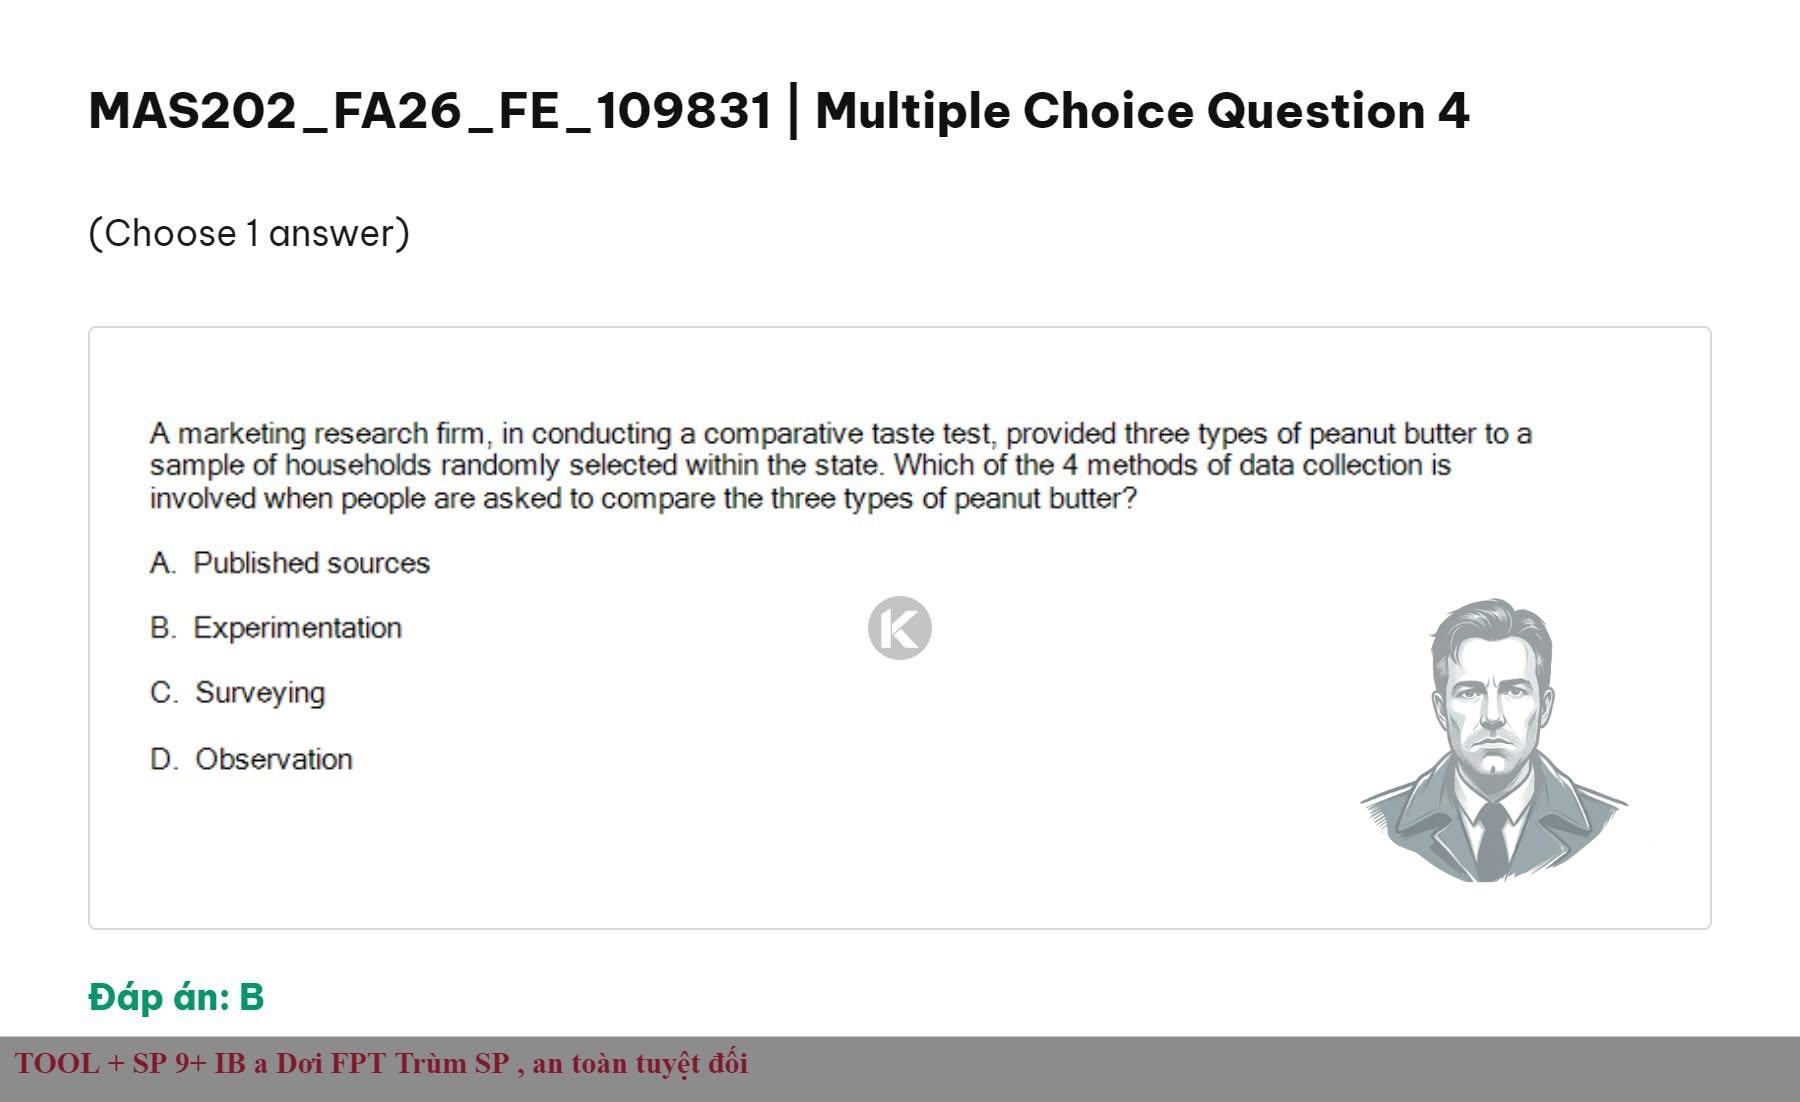 MAS202_FA26_FE_109831 | Multiple Choice Question 4
(Choose 1 answer)
A marketing research firm, in conducting a comparative taste test, provided three types of peanut butter to a
sample of households randomly selected within the state. Which of the 4 methods of data collection is
involved when people are asked to compare the three types of peanut butter?
A. Published sources
B. Experimentation
K
C. Surveying
D. Observation
Đáp án: B
TOOL + SP 9+ IB a Dơi FPT Trùm SP , an toàn tuyệt đối